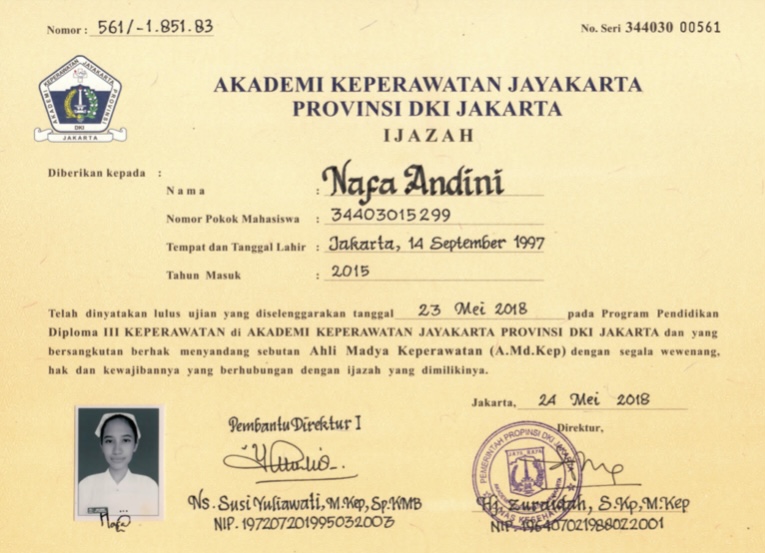 Nomor : 561/-1.851.83
No. Seri 344030 00561
AKADEMI KEPERAWATAN JAYAKARTA
PROVINSI DKI JAKARTA
IJAZAH
AKADEMI KEPERAWATAN JAYAKARTA PROVINSI
DKI
JAKARTA
Diberikan kepada :
Nama : Nafa Andini
Nomor Pokok Mahasiswa : 34403015299
Tempat dan Tanggal Lahir : Jakarta, 14 September 1997
Tahun Masuk : 2015
Telah dinyatakan lulus ujian yang diselenggarakan tanggal 23 Mei 2018 pada Program Pendidikan
Diploma III KEPERAWATAN di AKADEMI KEPERAWATAN JAYAKARTA PROVINSI DKI JAKARTA dan yang
bersangkutan berhak menyandang sebutan Ahli Madya Keperawatan (A.Md.Kep) dengan segala wewenang,
hak dan kewajibannya yang berhubungan dengan ijazah yang dimilikinya.
Jakarta, 24 Mei 2018
Pembantu Direktur I
Direktur,
PEMERINTAH PROPINSI DKI JAKARTA
JAYA RAYA
DINAS KESEHATAN
Ns. Susi Yuliawati, M.Kep, Sp.KMB
NIP. 197207201995032003
Zuraidah, S.Kp, M.Kep
NIP. 196407021988022001